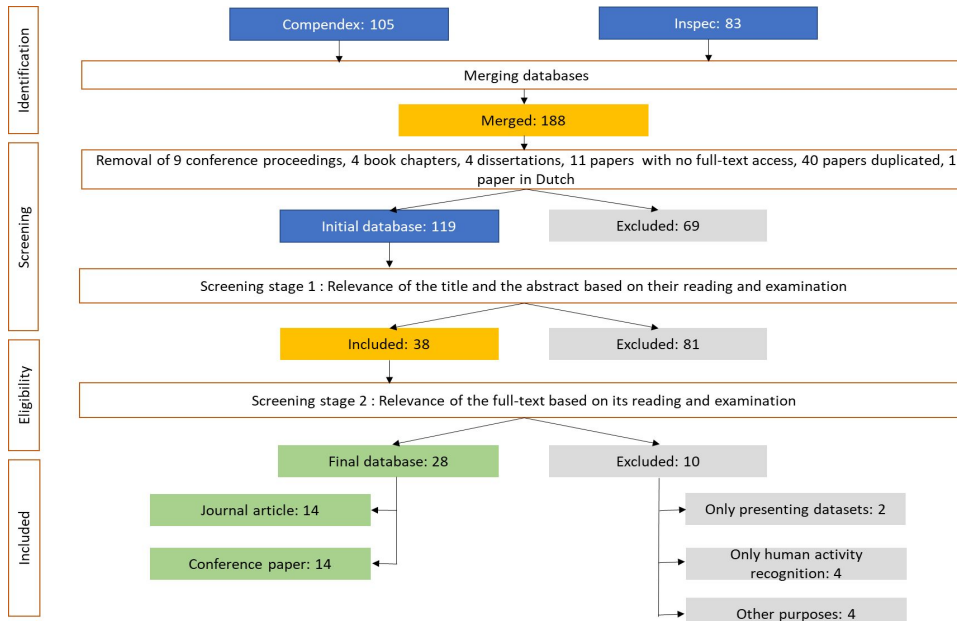 Identification
Compendex: 105
Inspec: 83
Merging databases
Merged: 188
Screening
Removal of 9 conference proceedings, 4 book chapters, 4 dissertations, 11 papers with no full-text access, 40 papers duplicated, 1
paper in Dutch
Initial database: 119
Excluded: 69
Screening stage 1 : Relevance of the title and the abstract based on their reading and examination
Included: 38
Excluded: 81
Eligibility
Screening stage 2 : Relevance of the full-text based on its reading and examination
Included
Final database: 28
Excluded: 10
Journal article: 14
Only presenting datasets: 2
Conference paper: 14
Only human activity
recognition: 4
Other purposes: 4